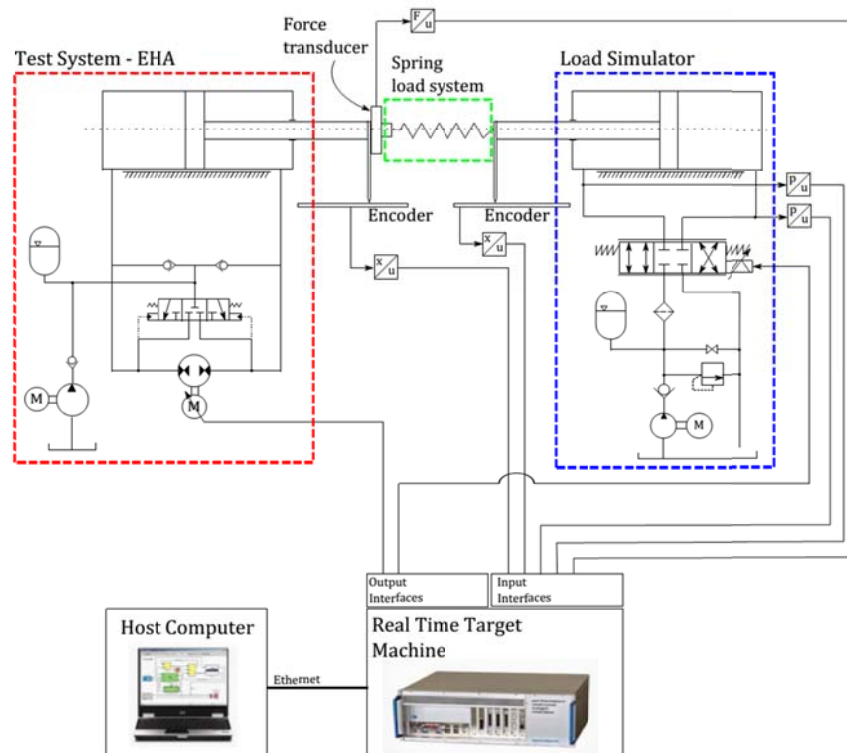 F
u
Force
transducer
Test System - EHA
Spring
load system
Load Simulator
p
u
p
u
Encoder
Encoder
x
u
x
u
M
M
M
Output
Interfaces
Input
Interfaces
Host Computer
Real Time Target
Machine
Ethernet